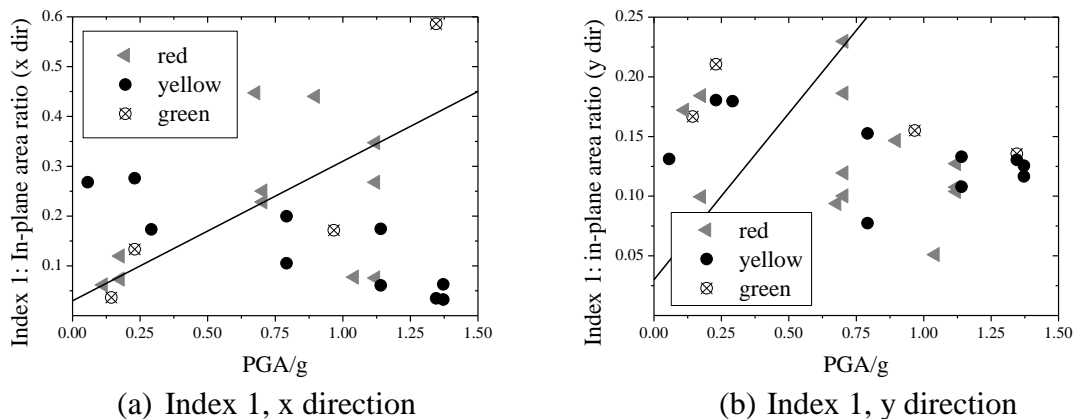 Index 1: In-plane area ratio (x dir)
0.6
0.5
0.4
0.3
0.2
0.1
red
yellow
green
0.00 0.25 0.50 0.75 1.00 1.25 1.50
PGA/g
(a) Index 1, x direction
Index 1: in-plane area ratio (y dir)
0.25
0.20
0.15
0.10
0.05
red
yellow
green
0.00 0.25 0.50 0.75 1.00 1.25 1.50
PGA/g
(b) Index 1, y direction